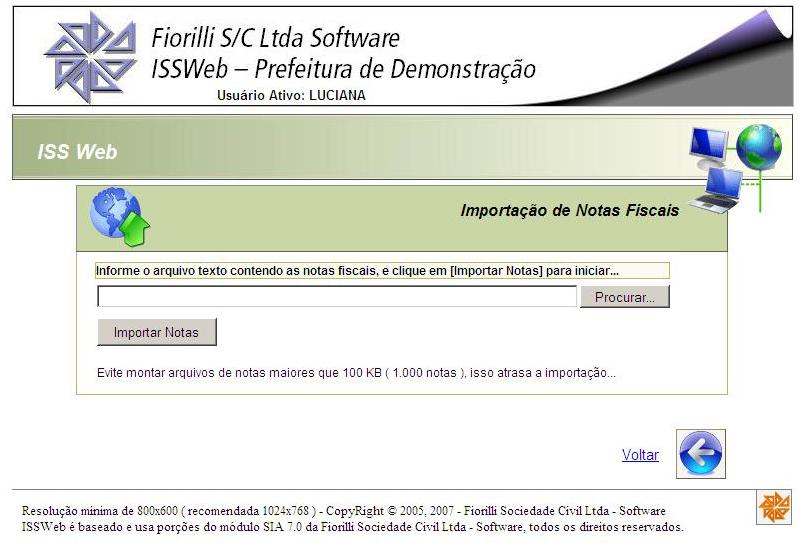 Fiorilli S/C Ltda Software
ISSWeb – Prefeitura de Demonstração
Usuário Ativo: LUCIANA
ISS Web
Importação de Notas Fiscais
Informe o arquivo texto contendo as notas fiscais, e clique em [Importar Notas] para iniciar...
Procurar...
Importar Notas
Evite montar arquivos de notas maiores que 100 KB ( 1.000 notas ), isso atrasa a importação...
Voltar
Resolução mínima de 800x600 ( recomendada 1024x768 ) - CopyRight © 2005, 2007 - Fiorilli Sociedade Civil Ltda - Software
ISSWeb é baseado e usa porções do módulo SIA 7.0 da Fiorilli Sociedade Civil Ltda - Software, todos os direitos reservados.